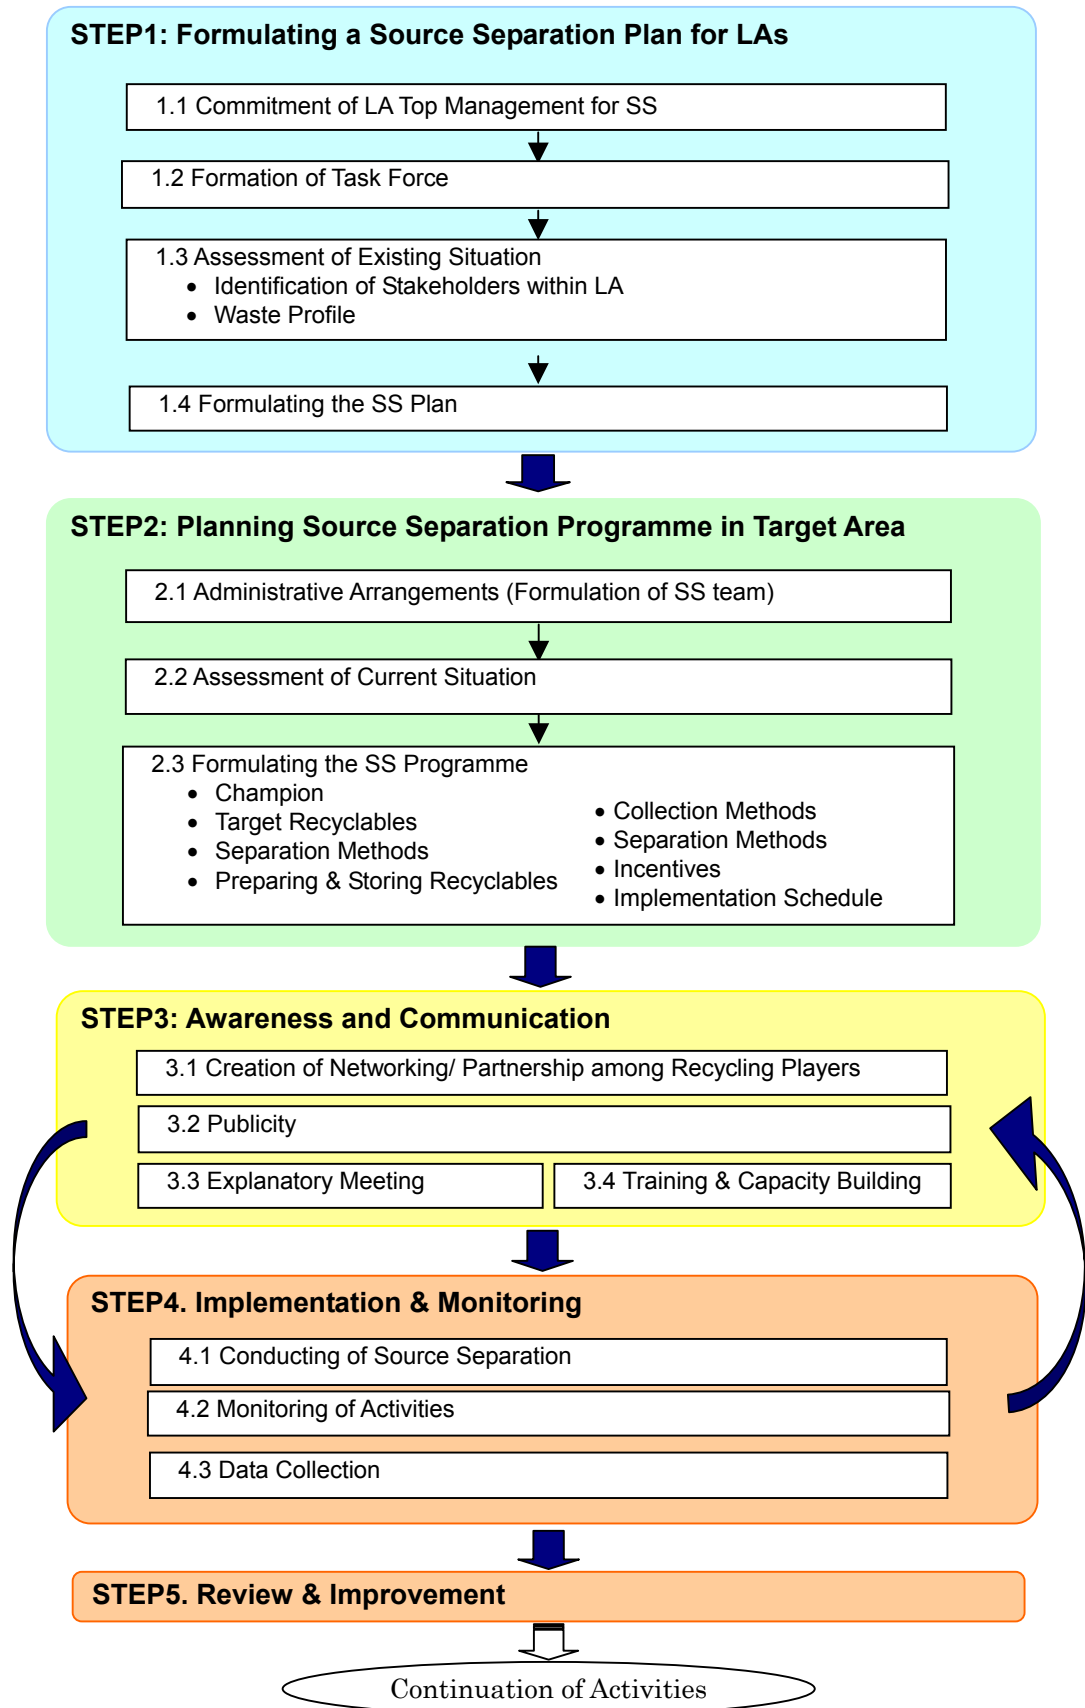 STEP1: Formulating a Source Separation Plan for LAs
1.1 Commitment of LA Top Management for SS
1.2 Formation of Task Force
1.3 Assessment of Existing Situation
• Identification of Stakeholders within LA
• Waste Profile
1.4 Formulating the SS Plan
STEP2: Planning Source Separation Programme in Target Area
2.1 Administrative Arrangements (Formulation of SS team)
2.2 Assessment of Current Situation
2.3 Formulating the SS Programme
• Champion
• Target Recyclables
• Separation Methods
• Preparing & Storing Recyclables
• Collection Methods
• Separation Methods
• Incentives
• Implementation Schedule
STEP3: Awareness and Communication
3.1 Creation of Networking/ Partnership among Recycling Players
3.2 Publicity
3.3 Explanatory Meeting
3.4 Training & Capacity Building
STEP4. Implementation & Monitoring
4.1 Conducting of Source Separation
4.2 Monitoring of Activities
4.3 Data Collection
STEP5. Review & Improvement
Continuation of Activities